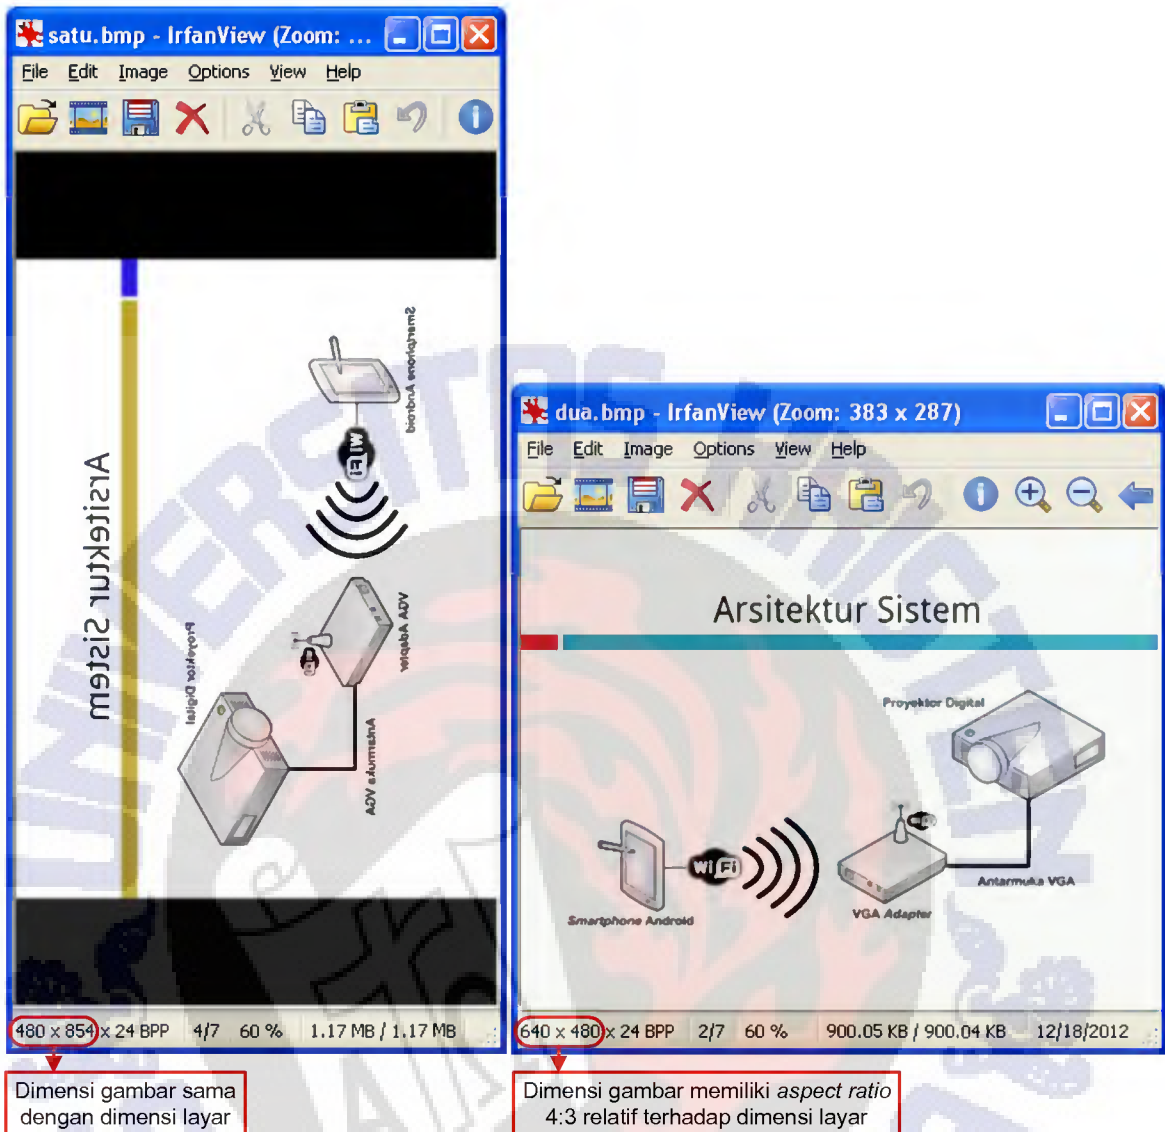 satu.bmp - IrfanView (Zoom: ...
File Edit Image Options View Help
Smartphone Android
Wi Fi
Arsitektur Sistem
VGA Adapter
Proyektor Digital
Antarmuka VGA
480 x 854 x 24 BPP 4/7 60 % 1.17 MB / 1.17 MB
Dimensi gambar sama
dengan dimensi layar
dua.bmp - IrfanView (Zoom: 383 x 287)
File Edit Image Options View Help
Arsitektur Sistem
Proyektor Digital
Wi Fi
Antarmuka VGA
Smartphone Android
VGA Adapter
640 x 480 x 24 BPP 2/7 60 % 900.05 KB / 900.04 KB 12/18/2012
Dimensi gambar memiliki aspect ratio
4:3 relatif terhadap dimensi layar
UNIVERSITAS KRISTEN